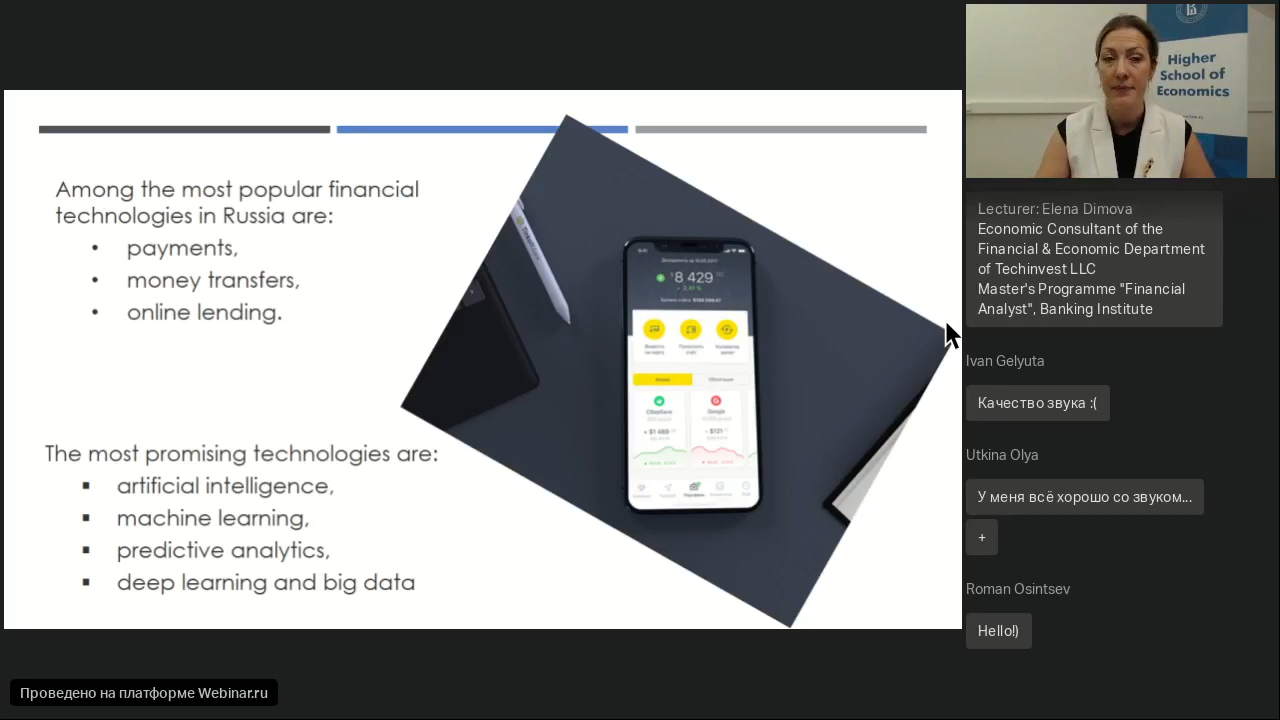 Among the most popular financial
technologies in Russia are:
• payments,
• money transfers,
• online lending.
The most promising technologies are:
▪ artificial intelligence,
▪ machine learning,
▪ predictive analytics,
▪ deep learning and big data
8 429
Сбербанк
Google
Higher
School of
Economics
Lecturer: Elena Dimova
Economic Consultant of the
Financial & Economic Department
of Techinvest LLC
Master's Programme "Financial
Analyst", Banking Institute
Ivan Gelyuta
Качество звука :(
Utkina Olya
У меня всё хорошо со звуком...
+
Roman Osintsev
Hello!)
Проведено на платформе Webinar.ru